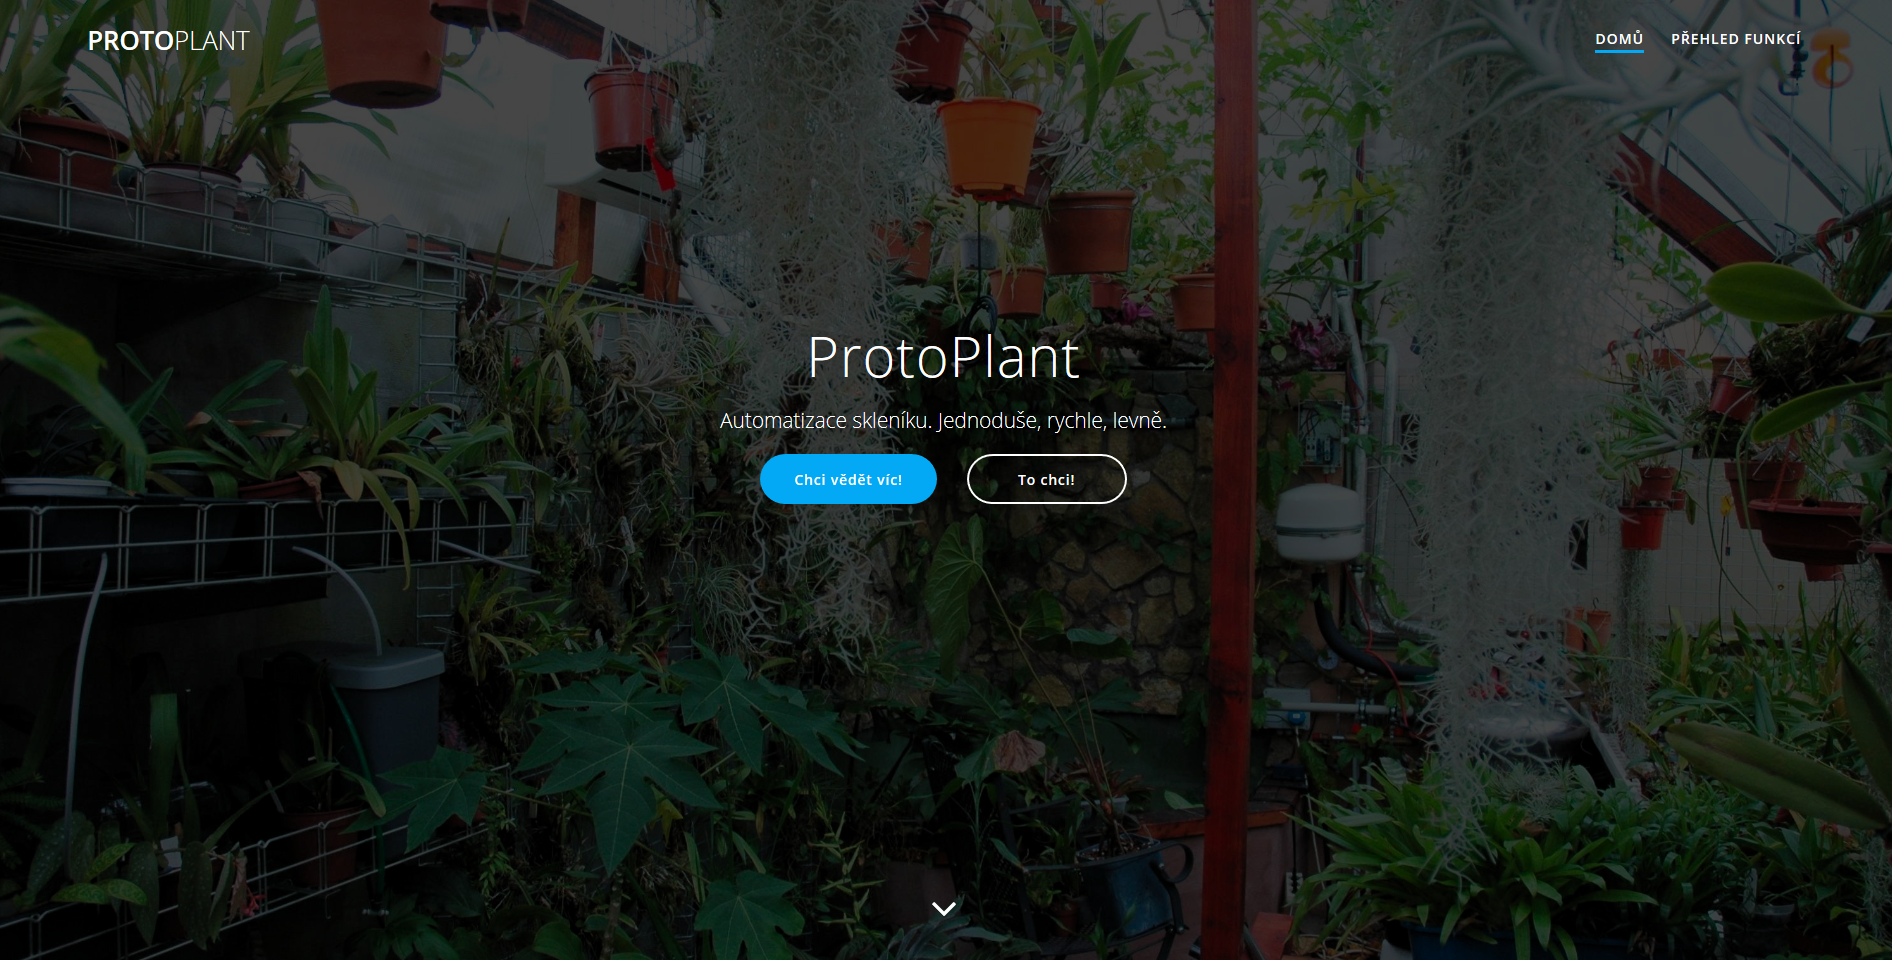 PROTOPLANT
DOMŮ
PŘEHLED FUNKCÍ
ProtoPlant
Automatizace skleníku. Jednoduše, rychle, levně.
Chci vědět víc!
To chci!